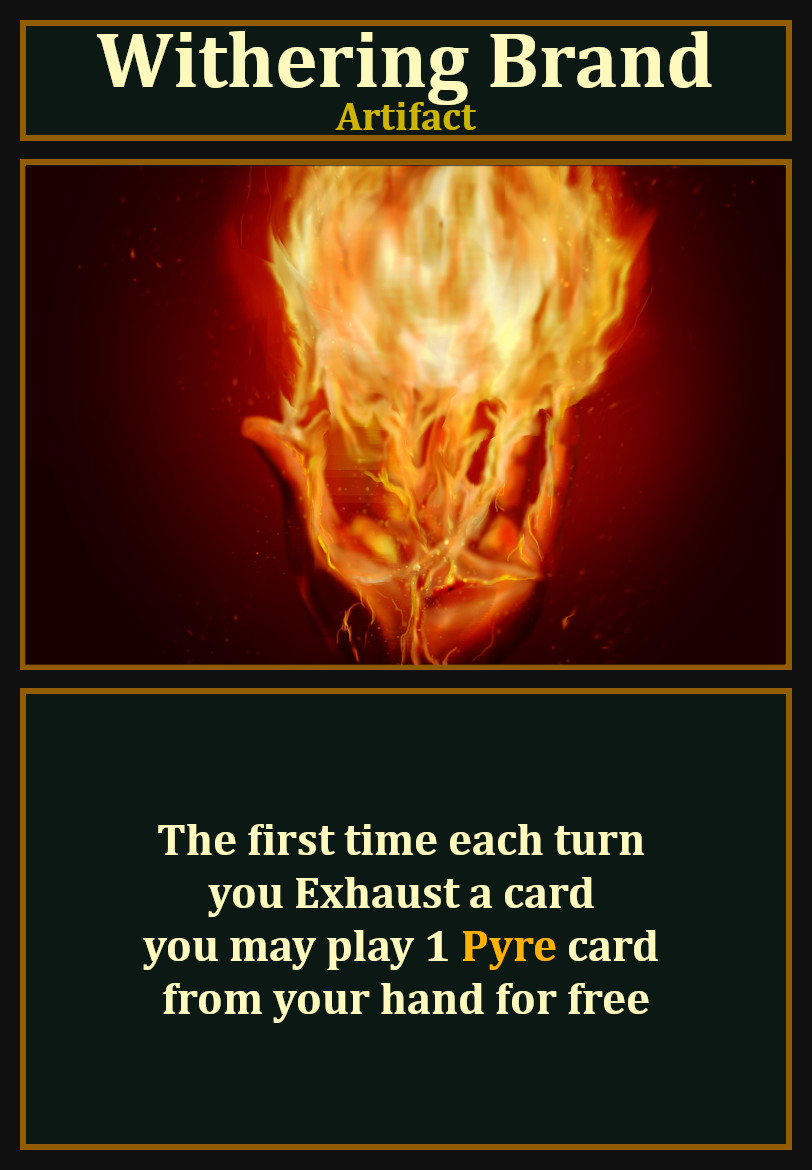 Withering Brand
Artifact
The first time each turn
you Exhaust a card
you may play 1 Pyre card
from your hand for free